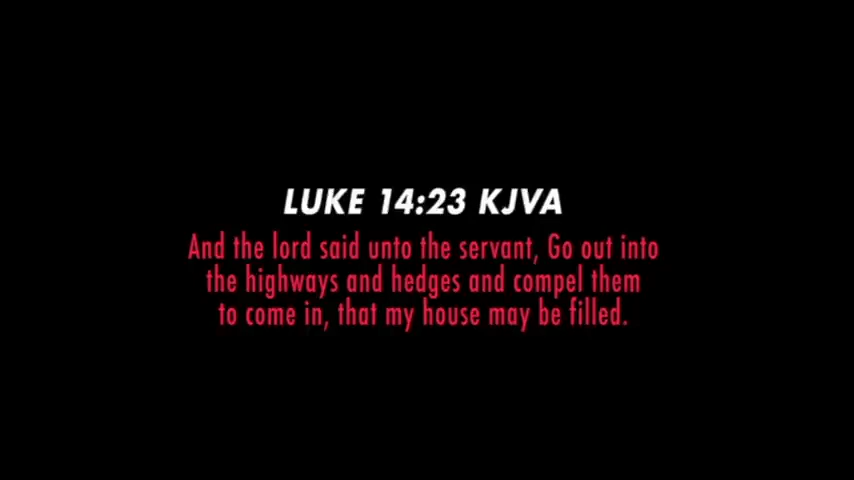 LUKE 14:23 KJVA
And the lord said unto the servant, Go out into
the highways and hedges and compel them
to come in, that my house may be filled.